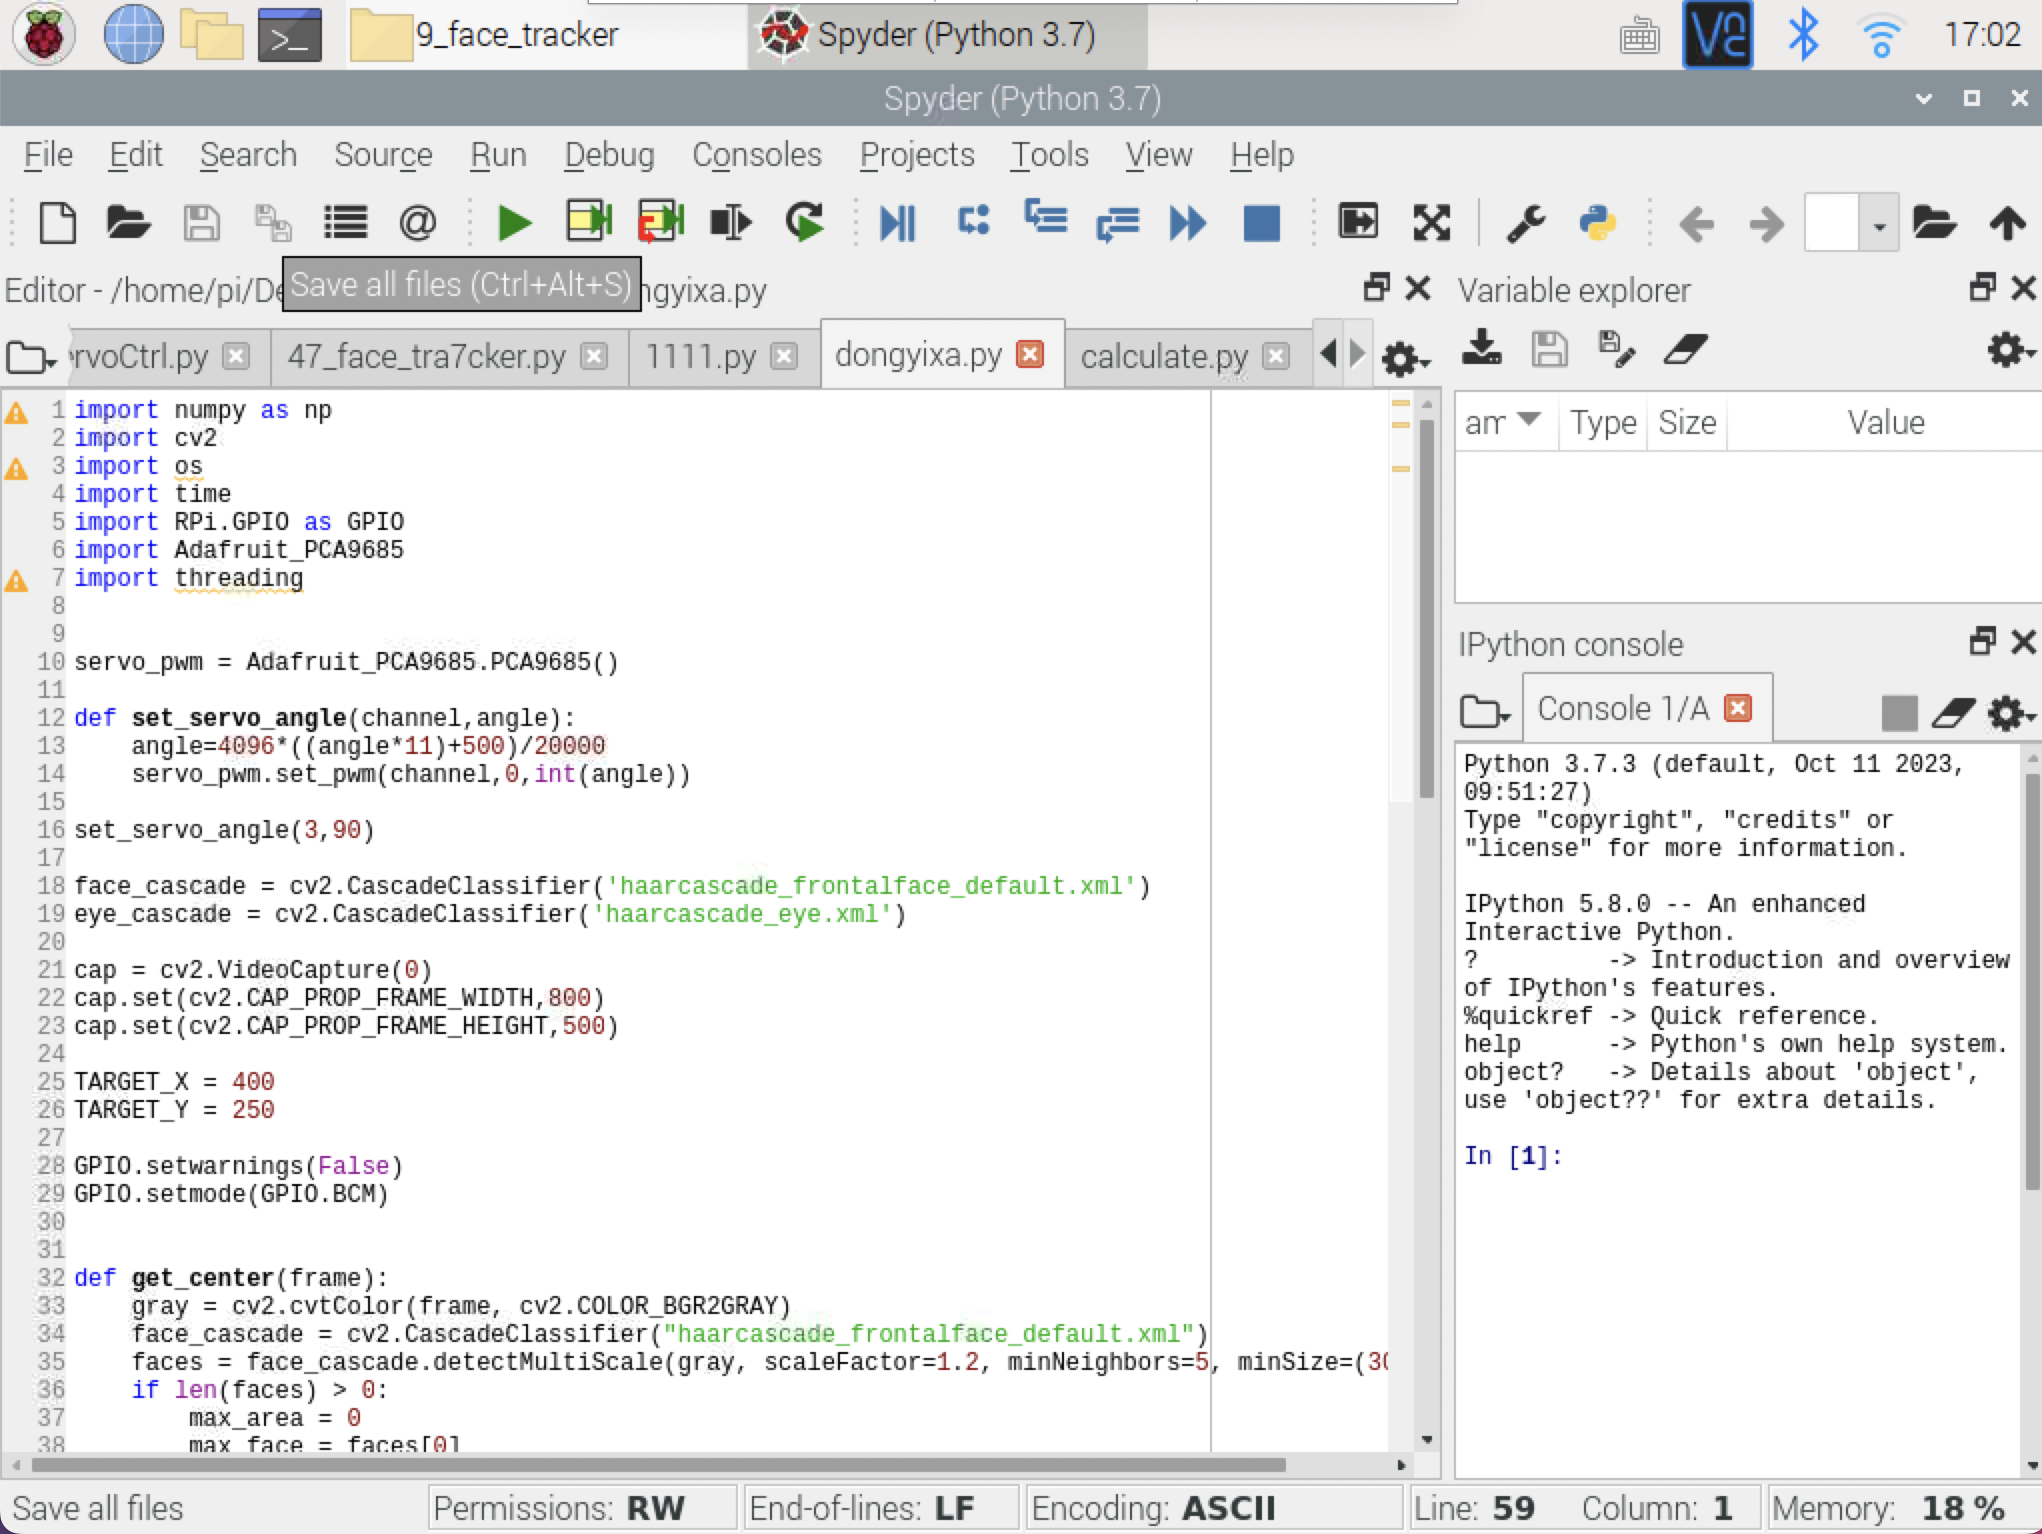 9_face_tracker
Spyder (Python 3.7)
17:02
Spyder (Python 3.7)
File Edit Search Source Run Debug Consoles Projects Tools View Help
Editor - /home/pi/De
Save all files (Ctrl+Alt+S)
ngyixa.py
Variable explorer
rvoCtrl.py
47_face_tra7cker.py
1111.py
dongyixa.py
calculate.py
am Type Size Value
1 import numpy as np
2 import cv2
3 import os
4 import time
5 import RPi.GPIO as GPIO
6 import Adafruit_PCA9685
7 import threading
8
9
10 servo_pwm = Adafruit_PCA9685.PCA9685()
11
12 def set_servo_angle(channel,angle):
13     angle=4096*((angle*11)+500)/20000
14     servo_pwm.set_pwm(channel,0,int(angle))
15
16 set_servo_angle(3,90)
17
18 face_cascade = cv2.CascadeClassifier('haarcascade_frontalface_default.xml')
19 eye_cascade = cv2.CascadeClassifier('haarcascade_eye.xml')
20
21 cap = cv2.VideoCapture(0)
22 cap.set(cv2.CAP_PROP_FRAME_WIDTH,800)
23 cap.set(cv2.CAP_PROP_FRAME_HEIGHT,500)
24
25 TARGET_X = 400
26 TARGET_Y = 250
27
28 GPIO.setwarnings(False)
29 GPIO.setmode(GPIO.BCM)
30
31
32 def get_center(frame):
33     gray = cv2.cvtColor(frame, cv2.COLOR_BGR2GRAY)
34     face_cascade = cv2.CascadeClassifier("haarcascade_frontalface_default.xml")
35     faces = face_cascade.detectMultiScale(gray, scaleFactor=1.2, minNeighbors=5, minSize=(30
36     if len(faces) > 0:
37         max_area = 0
38         max_face = faces[0]
IPython console
Console 1/A
Python 3.7.3 (default, Oct 11 2023,
09:51:27)
Type "copyright", "credits" or
"license" for more information.
IPython 5.8.0 -- An enhanced
Interactive Python.
?         -> Introduction and overview
of IPython's features.
%quickref -> Quick reference.
help      -> Python's own help system.
object?   -> Details about 'object',
use 'object??' for extra details.
In [1]:
Save all files
Permissions: RW
End-of-lines: LF
Encoding: ASCII
Line: 59 Column: 1
Memory: 18 %